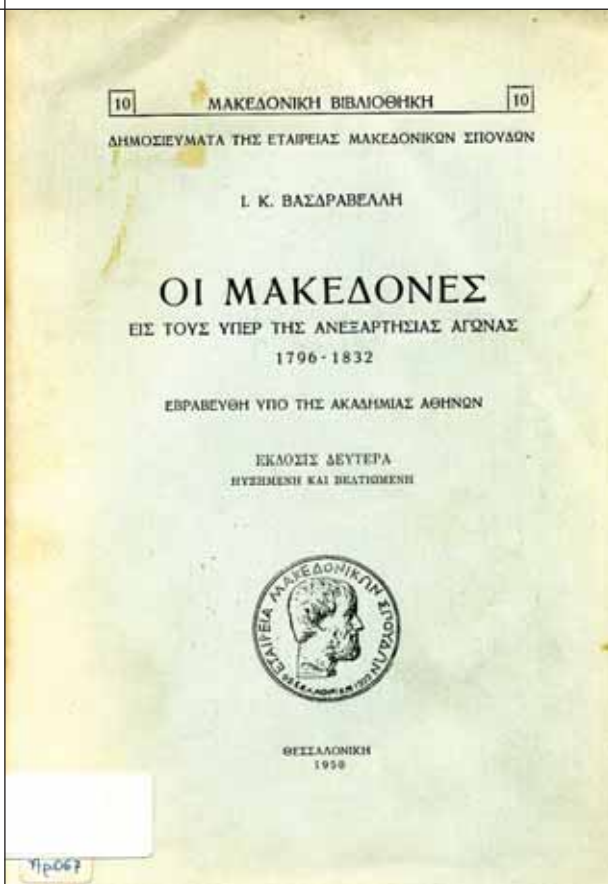 10 ΜΑΚΕΔΟΝΙΚΗ ΒΙΒΛΙΟΘΗΚΗ 10
ΔΗΜΟΣΙΕΥΜΑΤΑ ΤΗΣ ΕΤΑΙΡΕΙΑΣ ΜΑΚΕΔΟΝΙΚΩΝ ΣΠΟΥΔΩΝ
Ι. Κ. ΒΑΣΔΡΑΒΕΛΛΗ
ΟΙ ΜΑΚΕΔΟΝΕΣ
ΕΙΣ ΤΟΥΣ ΥΠΕΡ ΤΗΣ ΑΝΕΞΑΡΤΗΣΙΑΣ ΑΓΩΝΑΣ
1796-1832
ΕΒΡΑΒΕΥΘΗ ΥΠΟ ΤΗΣ ΑΚΑΔΗΜΙΑΣ ΑΘΗΝΩΝ
ΕΚΔΟΣΙΣ ΔΕΥΤΕΡΑ
ΗΥΞΗΜΕΝΗ ΚΑΙ ΒΕΛΤΙΩΜΕΝΗ
ΕΤΑΙΡΕΙΑ ΜΑΚΕΔΟΝΙΚΩΝ ΣΠΟΥΔΩΝ
ΘΕΣΣΑΛΟΝΙΚΗ
1950